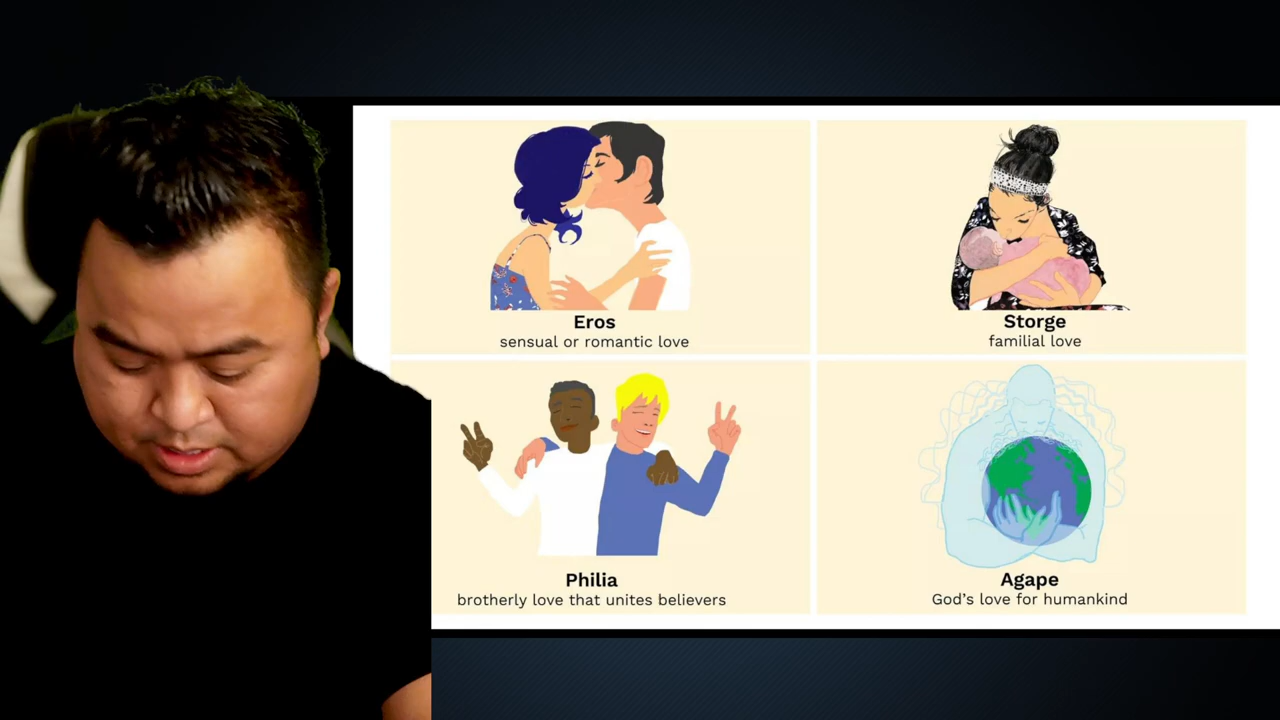 Eros
sensual or romantic love
Storge
familial love
Philia
brotherly love that unites believers
Agape
God's love for humankind